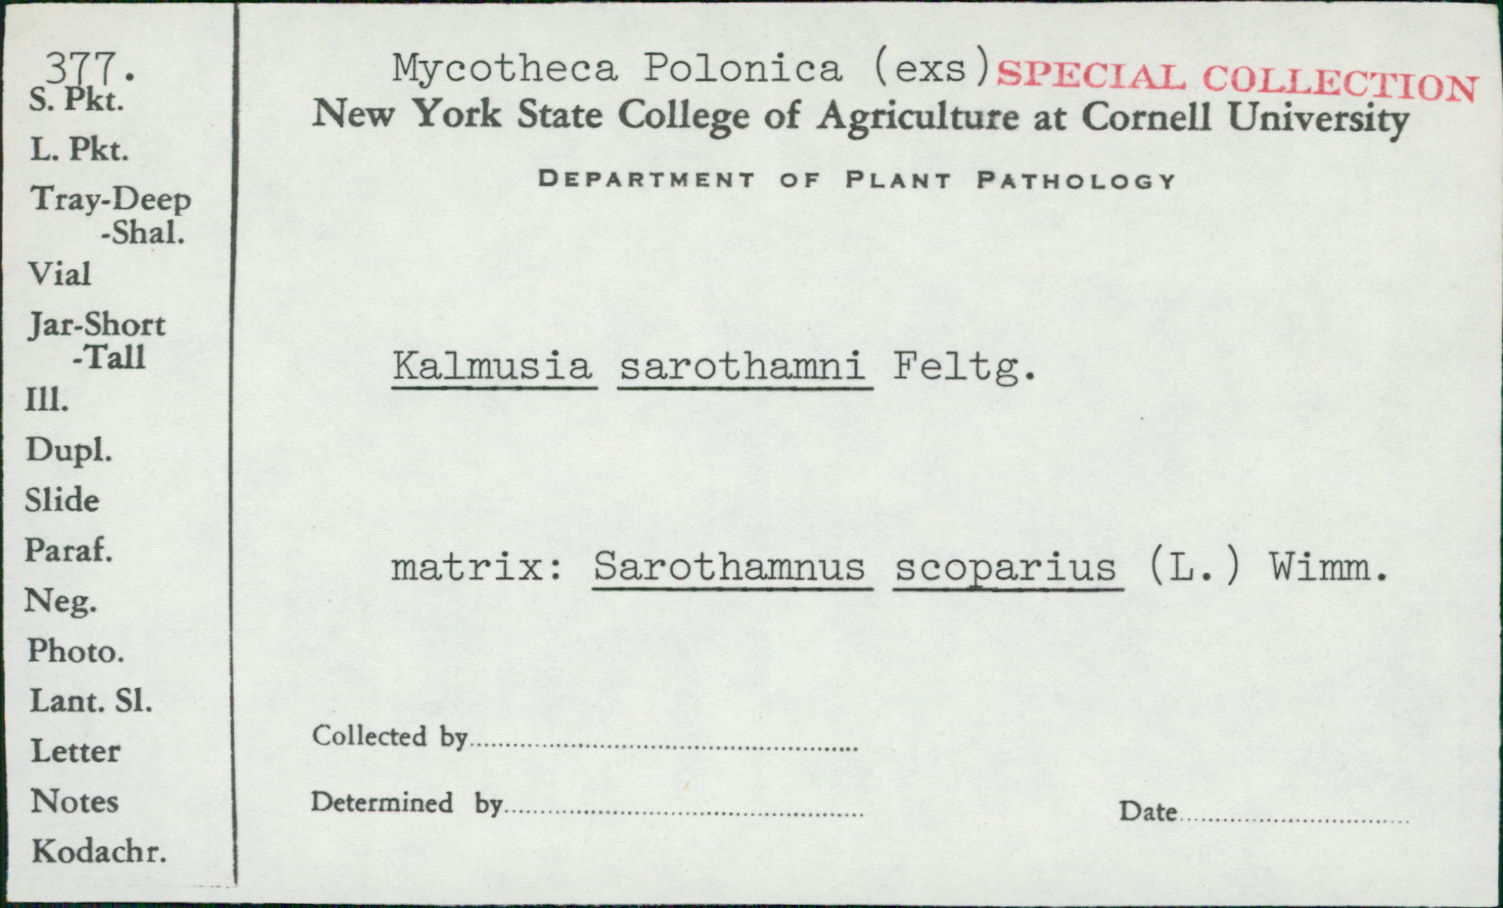 377.
S. Pkt.
L. Pkt.
Tray-Deep
-Shal.
Vial
Jar-Short
-Tall
Ill.
Dupl.
Slide
Paraf.
Neg.
Photo.
Lant. Sl.
Letter
Notes
Kodachr.
Mycotheca Polonica (exs) SPECIAL COLLECTION
New York State College of Agriculture at Cornell University
DEPARTMENT OF PLANT PATHOLOGY
Kalmusia sarothamni Feltg.
matrix: Sarothamnus scoparius (L.) Wimm.
Collected by
Determined by
Date